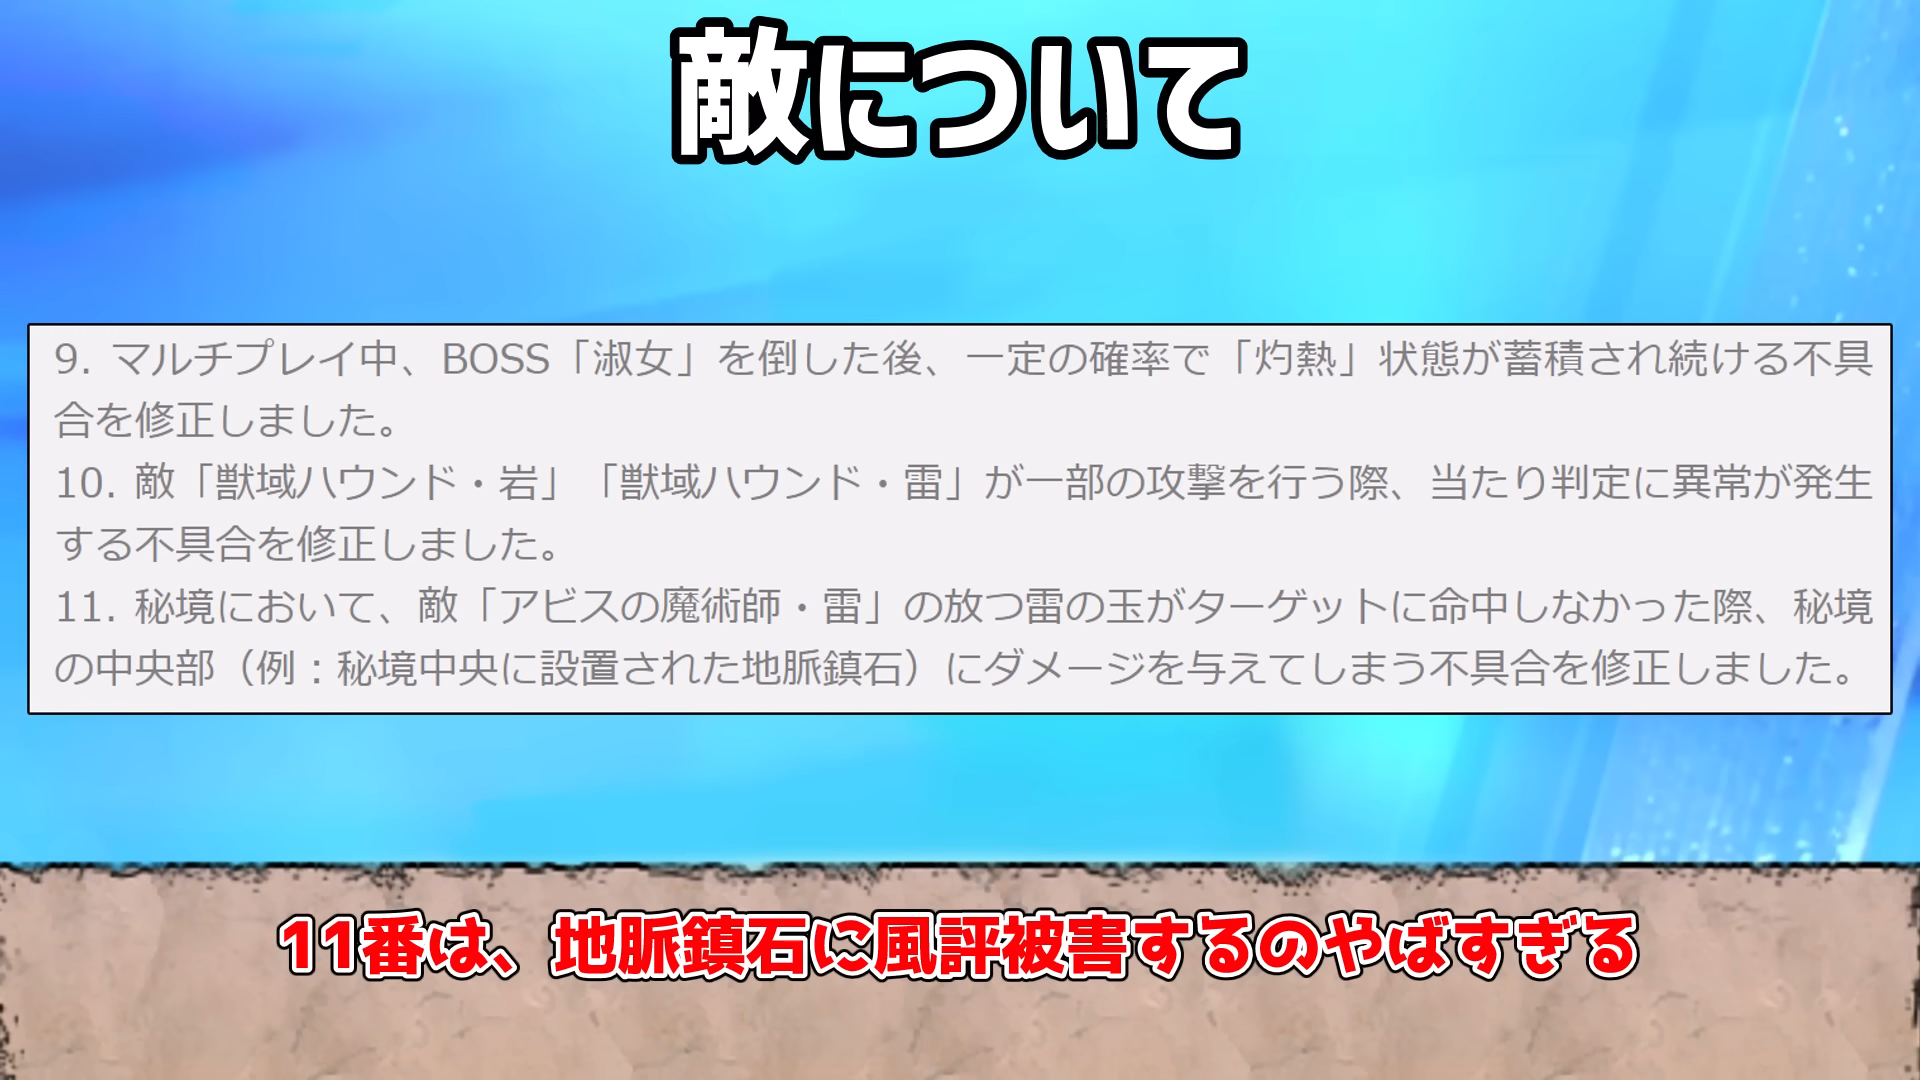 敵について
9. マルチプレイ中、BOSS「淑女」を倒した後、一定の確率で「灼熱」状態が蓄積され続ける不具
合を修正しました。
10. 敵「獣域ハウンド・岩」「獣域ハウンド・雷」が一部の攻撃を行う際、当たり判定に異常が発生
する不具合を修正しました。
11. 秘境において、敵「アビスの魔術師・雷」の放つ雷の玉がターゲットに命中しなかった際、秘境
の中央部（例：秘境中央に設置された地脈鎮石）にダメージを与えてしまう不具合を修正しました。
11番は、地脈鎮石に風評被害するのやばすぎる